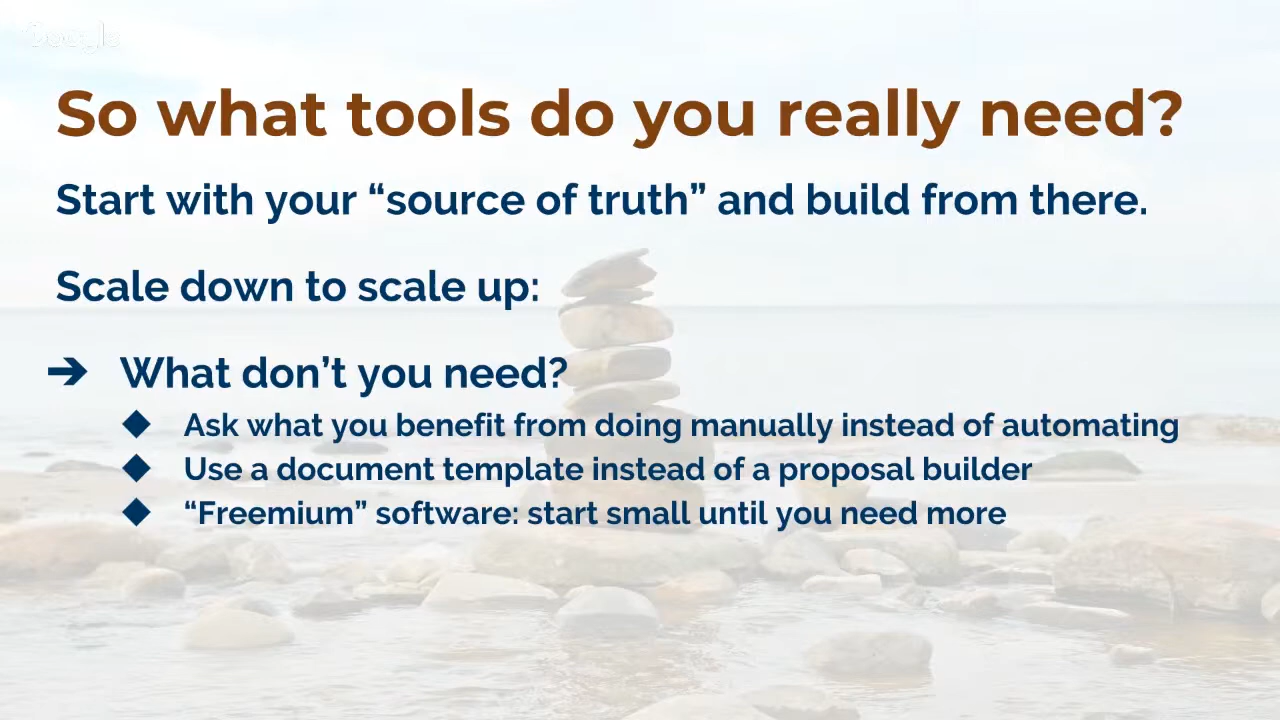 Google
So what tools do you really need?
Start with your “source of truth” and build from there.
Scale down to scale up:
➔ What don’t you need?
◆ Ask what you benefit from doing manually instead of automating
◆ Use a document template instead of a proposal builder
◆ “Freemium” software: start small until you need more